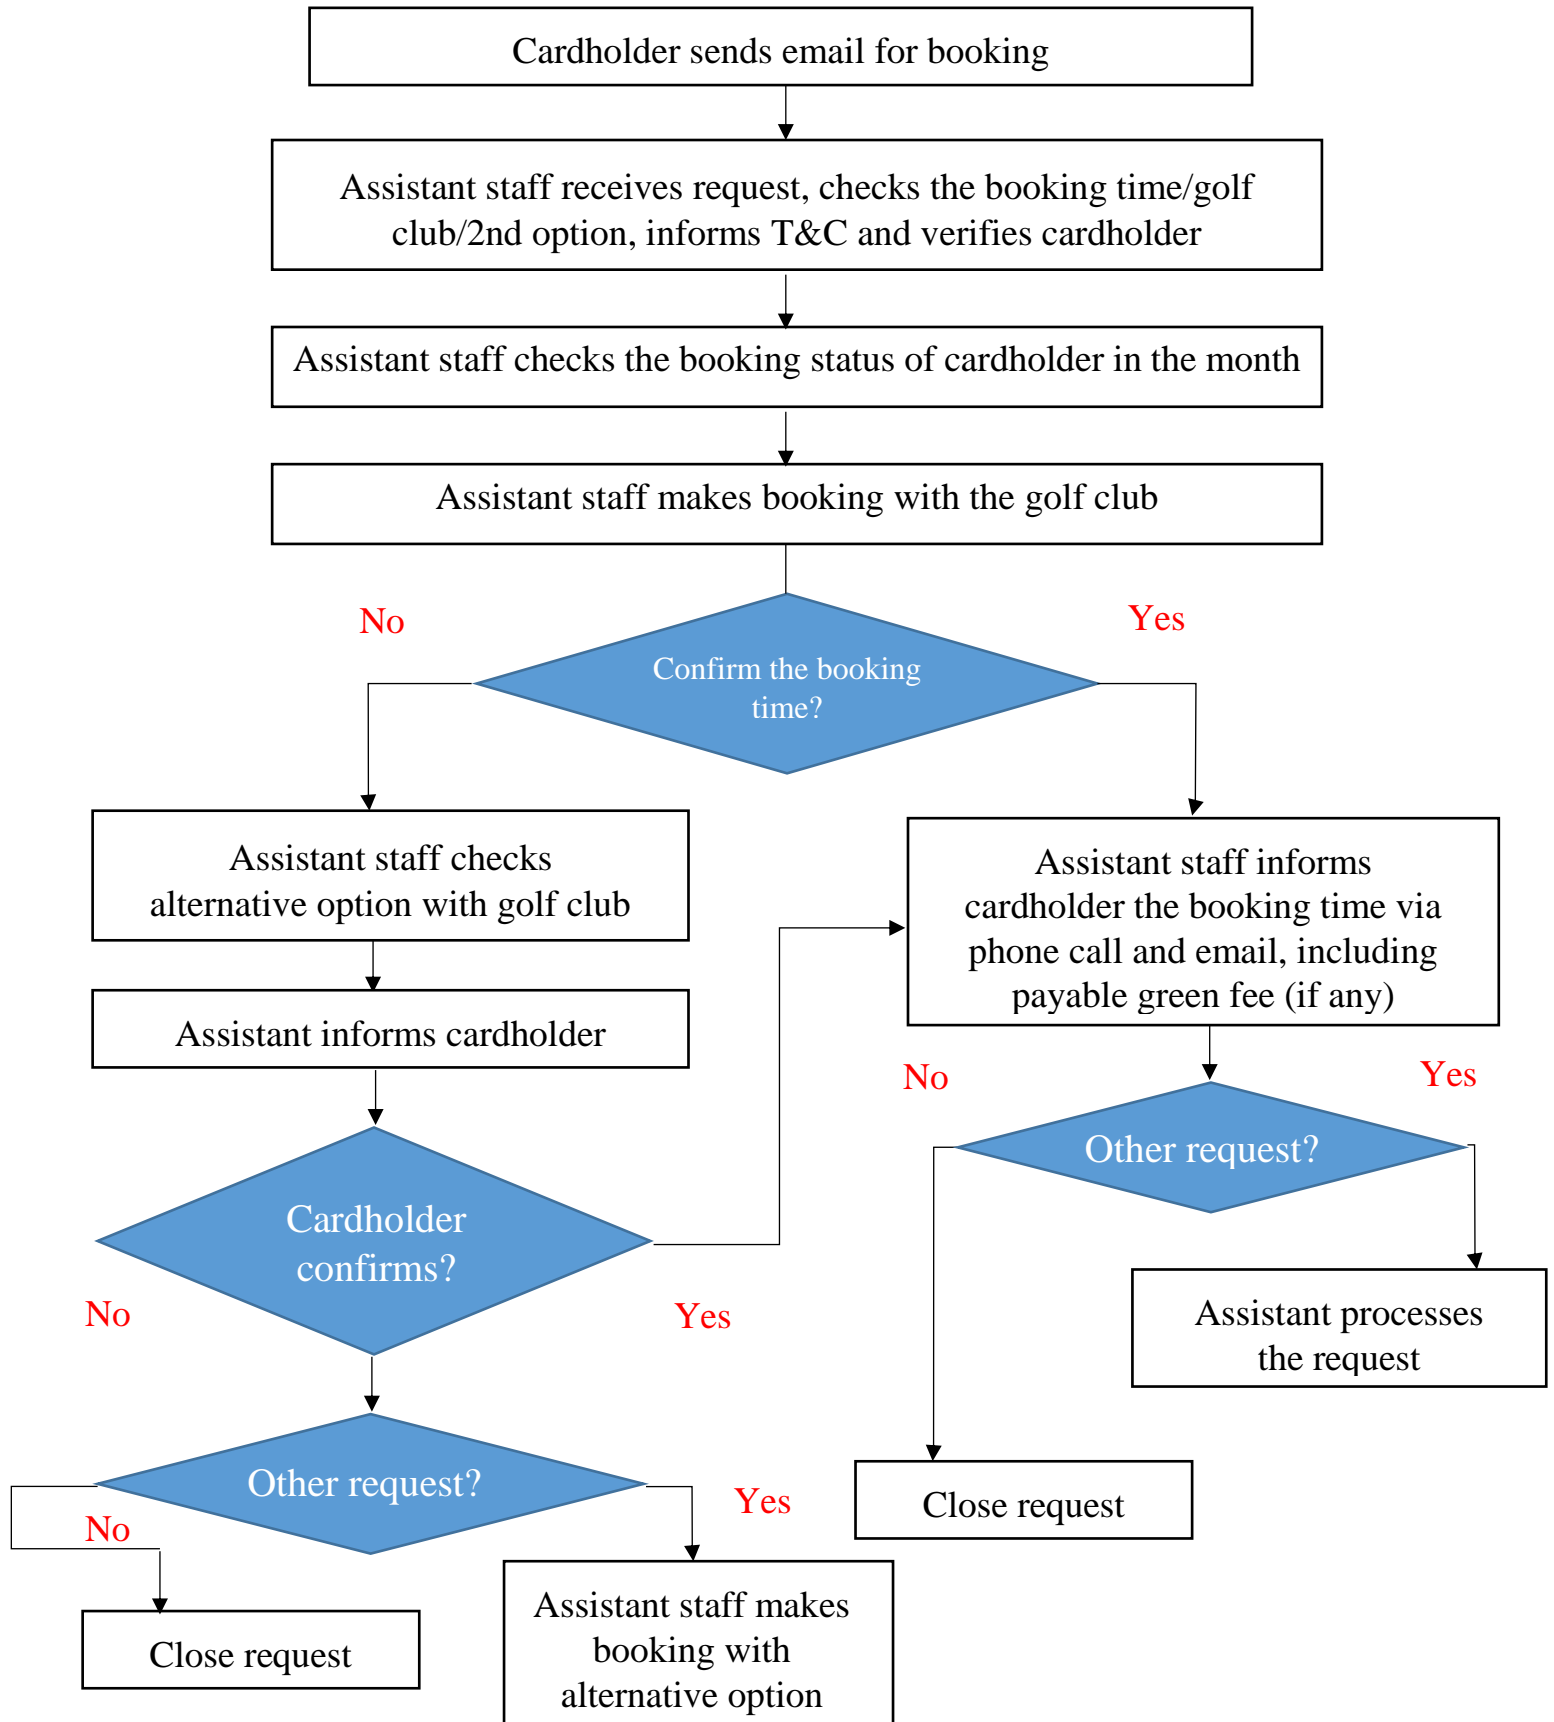 Cardholder sends email for booking
Assistant staff receives request, checks the booking time/golf
club/2nd option, informs T&C and verifies cardholder
Assistant staff checks the booking status of cardholder in the month
Assistant staff makes booking with the golf club
No
Yes
Confirm the booking
time?
Assistant staff checks
alternative option with golf club
Assistant staff informs
cardholder the booking time via
phone call and email, including
payable green fee (if any)
Assistant informs cardholder
No
Yes
Other request?
Cardholder
confirms?
No
Yes
Assistant processes
the request
Other request?
Yes
No
Close request
Assistant staff makes
booking with
alternative option
Close request